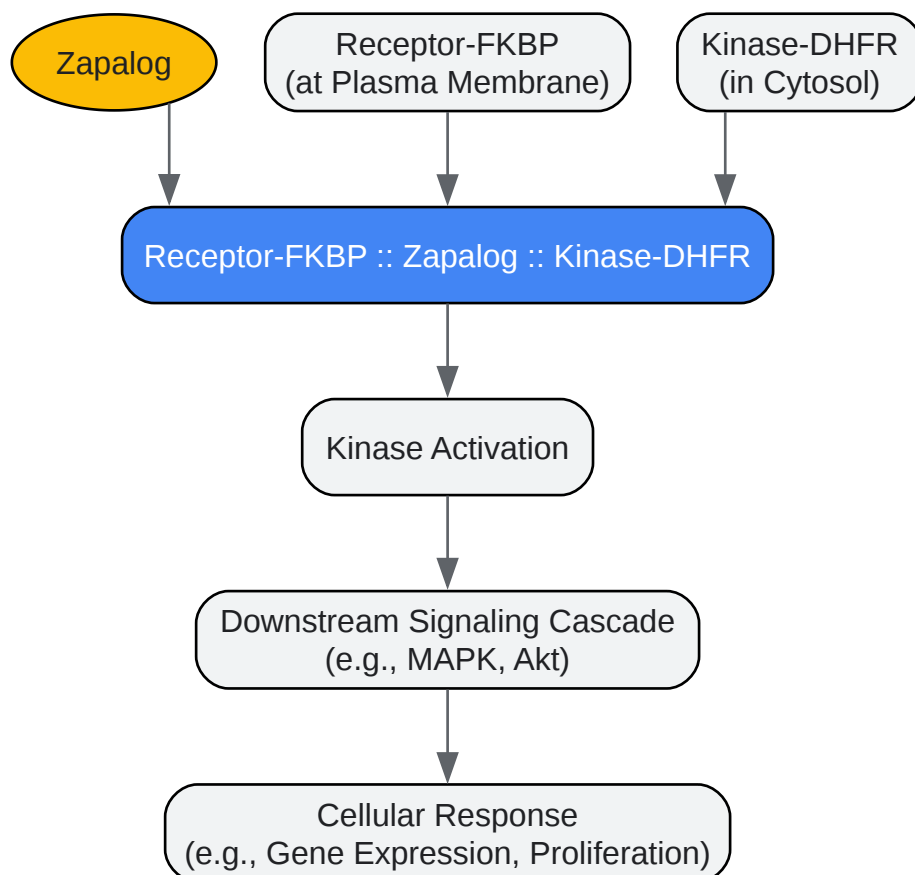 Zapalog
Receptor-FKBP
(at Plasma Membrane)
Kinase-DHFR
(in Cytosol)
Receptor-FKBP :: Zapalog :: Kinase-DHFR
Kinase Activation
Downstream Signaling Cascade
(e.g., MAPK, Akt)
Cellular Response
(e.g., Gene Expression, Proliferation)